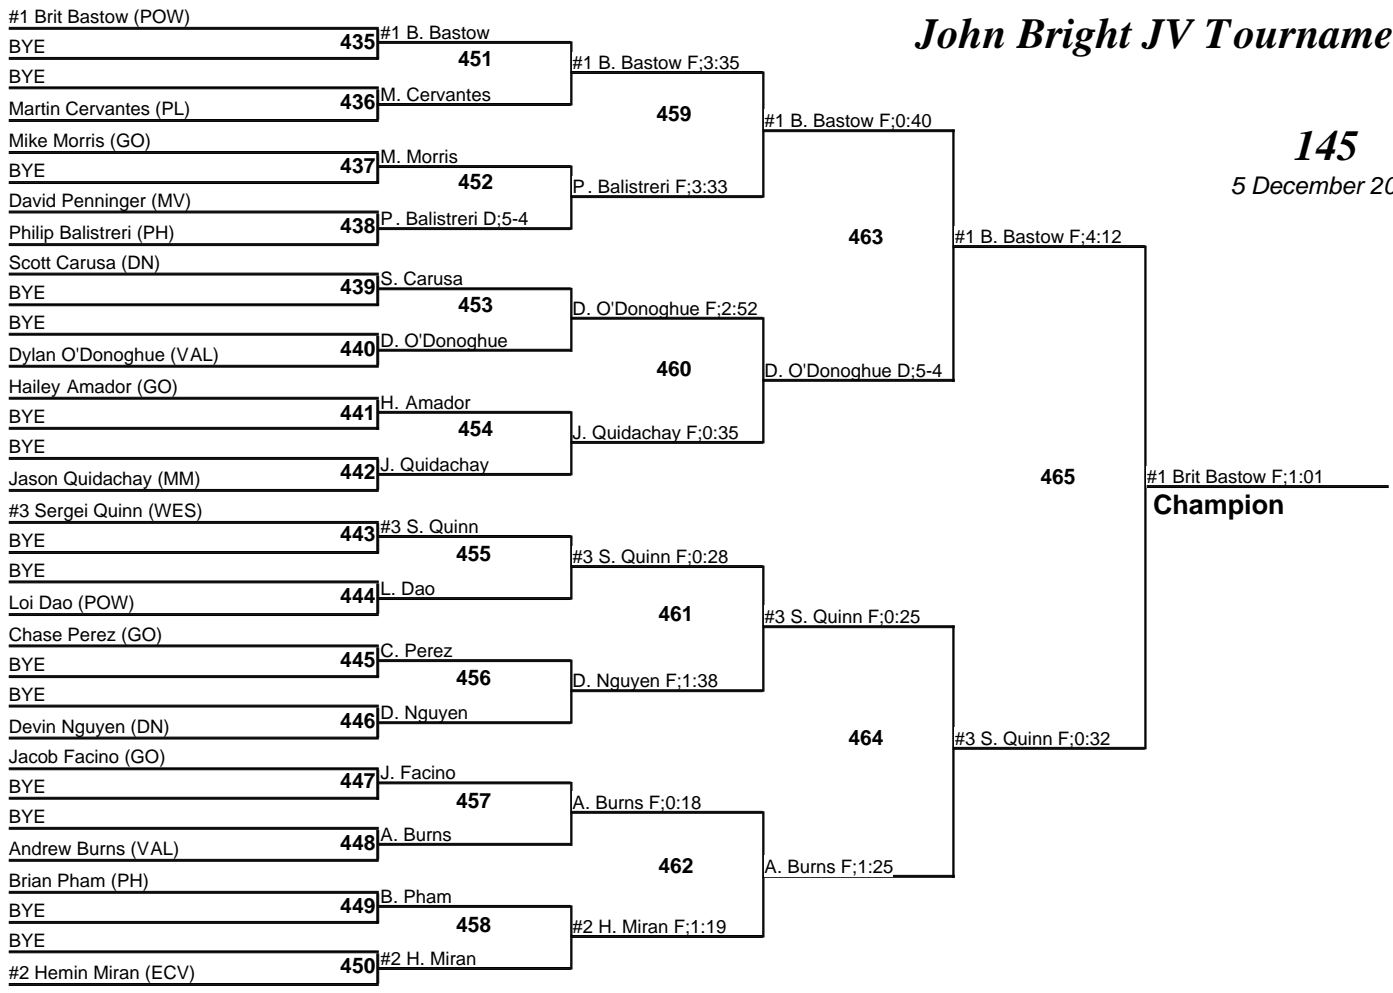 John Bright JV Tourname
145
5 December 20
#1 Brit Bastow (POW)
BYE
435
BYE
Martin Cervantes (PL)
436
Mike Morris (GO)
BYE
437
David Penninger (MV)
Philip Balistreri (PH)
438
Scott Carusa (DN)
BYE
439
BYE
Dylan O'Donoghue (VAL)
440
Hailey Amador (GO)
BYE
441
BYE
Jason Quidachay (MM)
442
#3 Sergei Quinn (WES)
BYE
443
BYE
Loi Dao (POW)
444
Chase Perez (GO)
BYE
445
BYE
Devin Nguyen (DN)
446
Jacob Facino (GO)
BYE
447
BYE
Andrew Burns (VAL)
448
Brian Pham (PH)
BYE
449
BYE
#2 Hemin Miran (ECV)
450
#1 B. Bastow
451
M. Cervantes
M. Morris
452
P. Balistreri D;5-4
S. Carusa
453
D. O'Donoghue
H. Amador
454
J. Quidachay
#3 S. Quinn
455
L. Dao
C. Perez
456
D. Nguyen
J. Facino
457
A. Burns
B. Pham
458
#2 H. Miran
#1 B. Bastow F;3:35
459
P. Balistreri F;3:33
D. O'Donoghue F;2:52
460
J. Quidachay F;0:35
#3 S. Quinn F;0:28
461
D. Nguyen F;1:38
A. Burns F;0:18
462
#2 H. Miran F;1:19
#1 B. Bastow F;0:40
463
D. O'Donoghue D;5-4
#3 S. Quinn F;0:25
464
A. Burns F;1:25
#1 B. Bastow F;4:12
465
#3 S. Quinn F;0:32
#1 Brit Bastow F;1:01
Champion